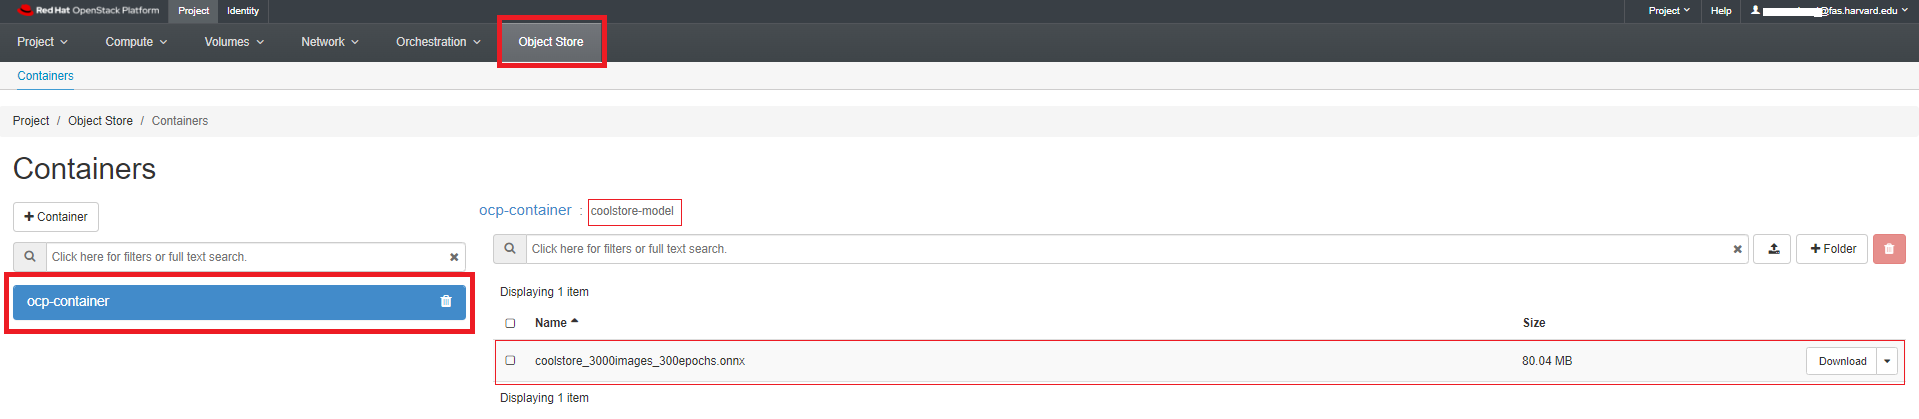 Red Hat OpenStack Platform Project Identity Project Help @fas.harvard.edu
Project Compute Volumes Network Orchestration Object Store
Containers
Project / Object Store / Containers
Containers
+ Container
Click here for filters or full text search.
ocp-container
ocp-container : coolstore-model
Click here for filters or full text search.
+ Folder
Displaying 1 item
Name Size
coolstore_3000images_300epochs.onnx 80.04 MB Download
Displaying 1 item